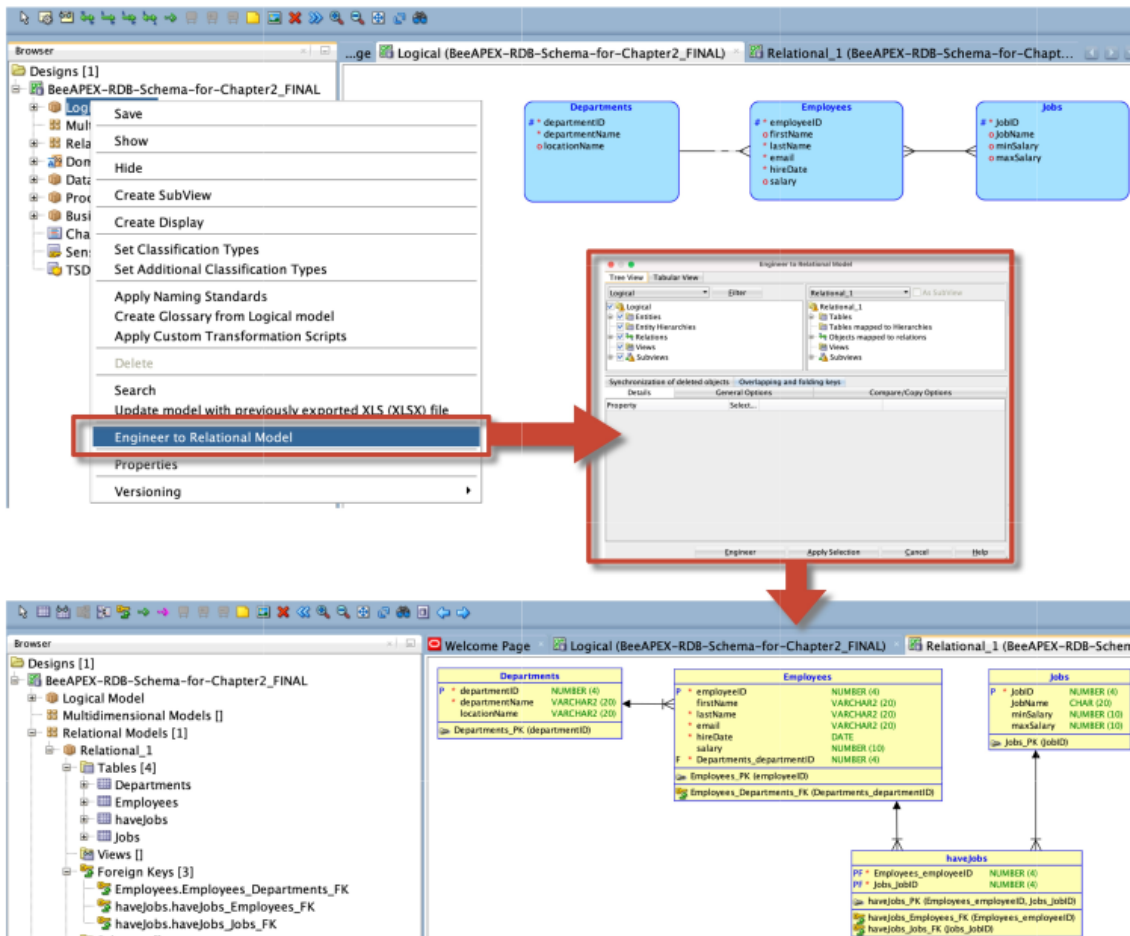 Browser
...ge Logical (BeeAPEX-RDB-Schema-for-Chapter2_FINAL) Relational_1 (BeeAPEX-RDB-Schema-for-Chapt...
Designs [1]
BeeAPEX-RDB-Schema-for-Chapter2_FINAL
Log
Mult
Rela
Dom
Data
Proc
Busi
Cha
Sens
TSD
Save
Show
Hide
Create SubView
Create Display
Set Classification Types
Set Additional Classification Types
Apply Naming Standards
Create Glossary from Logical model
Apply Custom Transformation Scripts
Delete
Search
Update model with previously exported XLS (XLSX) file
Engineer to Relational Model
Properties
Versioning
Departments
# * departmentID
* departmentName
o locationName
Employees
# * employeeID
o firstName
* lastName
* email
* hireDate
o salary
Jobs
# * JobID
o JobName
o minSalary
o maxSalary
Engineer to Relational Model
Tree View Tabular View
Logical Filter Relational_1 As SubView
Logical
Entities
Entity Hierarchies
Relations
Views
Subviews
Relational_1
Tables
Tables mapped to Hierarchies
Objects mapped to relations
Views
Subviews
Synchronization of deleted objects Overlapping and folding keys
Details General Options Compare/Copy Options
Property Select...
Engineer Apply Selection Cancel Help
Browser
Welcome Page Logical (BeeAPEX-RDB-Schema-for-Chapter2_FINAL) Relational_1 (BeeAPEX-RDB-Schem
Designs [1]
BeeAPEX-RDB-Schema-for-Chapter2_FINAL
Logical Model
Multidimensional Models []
Relational Models [1]
Relational_1
Tables [4]
Departments
Employees
haveJobs
Jobs
Views []
Foreign Keys [3]
Employees.Employees_Departments_FK
haveJobs.haveJobs_Employees_FK
haveJobs.haveJobs_Jobs_FK
Departments
P * departmentID NUMBER (4)
* departmentName VARCHAR2 (20)
locationName VARCHAR2 (20)
Departments_PK (departmentID)
Employees
P * employeeID NUMBER (4)
firstName VARCHAR2 (20)
* lastName VARCHAR2 (20)
* email VARCHAR2 (20)
* hireDate DATE
salary NUMBER (10)
F * Departments_departmentID NUMBER (4)
Employees_PK (employeeID)
Employees_Departments_FK (Departments_departmentID)
Jobs
P * JobID NUMBER (4)
JobName CHAR (20)
minSalary NUMBER (10)
maxSalary NUMBER (10)
Jobs_PK (JobID)
haveJobs
PF * Employees_employeeID NUMBER (4)
PF * Jobs_JobID NUMBER (4)
haveJobs_PK (Employees_employeeID, Jobs_JobID)
haveJobs_Employees_FK (Employees_employeeID)
haveJobs_Jobs_FK (Jobs_JobID)